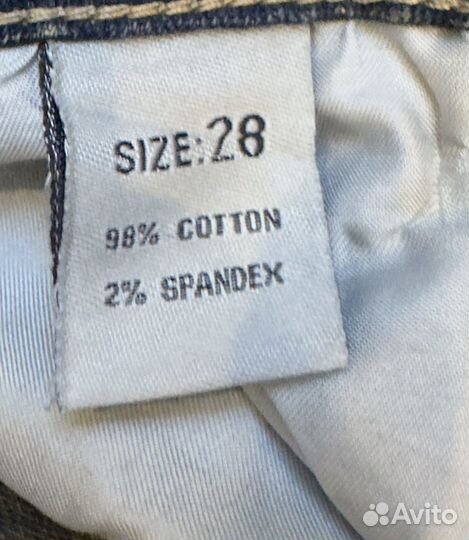 SIZE: 28
98% COTTON
2% SPANDEX
Avito